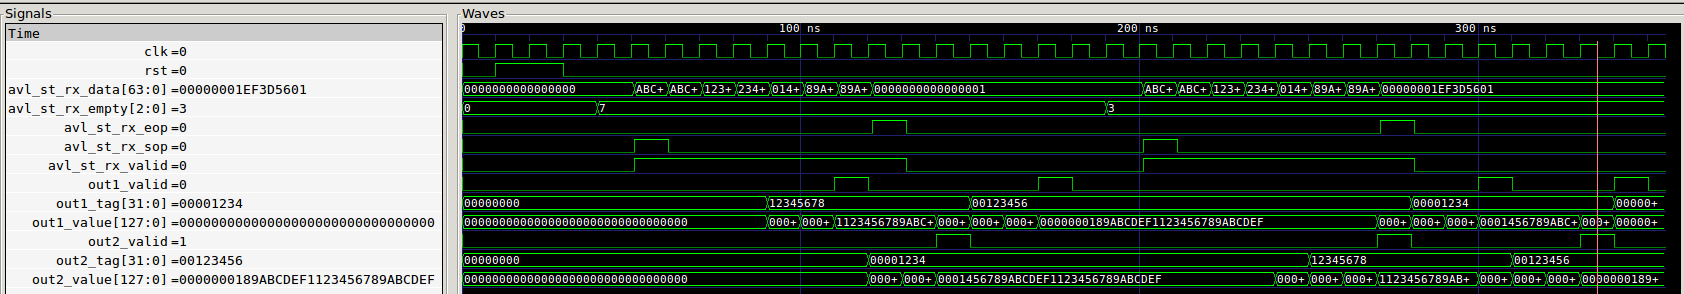 Signals
Waves
Time
0 100 ns 200 ns 300 ns
clk =0
rst =0
avl_st_rx_data[63:0] =00000001EF3D5601 0000000000000000 ABC+ ABC+ 123+ 234+ 014+ 89A+ 89A+ 0000000000000001 ABC+ ABC+ 123+ 234+ 014+ 89A+ 89A+ 00000001EF3D5601
avl_st_rx_empty[2:0] =3 0 7 3
avl_st_rx_eop =0
avl_st_rx_sop =0
avl_st_rx_valid =0
out1_valid =0
out1_tag[31:0] =00001234 00000000 12345678 00123456 00001234 00000+
out1_value[127:0] =00000000000000000000000000000000 000000000000000000000000000000000 000+ 000+ 1123456789ABC+ 000+ 000+ 000+ 0000000189ABCDEF1123456789ABCDEF 000+ 000+ 000+ 0001456789ABC+ 000+ 00000+
out2_valid =1
out2_tag[31:0] =00123456 00000000 00001234 12345678 00123456
out2_value[127:0] =0000000189ABCDEF1123456789ABCDEF 000000000000000000000000000000000 000+ 000+ 0001456789ABCDEF1123456789ABCDEF 000+ 000+ 000+ 1123456789AB+ 000+ 000+ 000+ 0000000189+